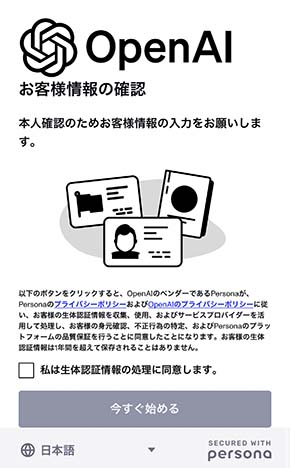 OpenAI
お客様情報の確認
本人確認のためお客様情報の入力をお願いしま
す。
以下のボタンをクリックすると、OpenAIのベンダーであるPersonaが、
Personaのプライバシーポリシーおよび OpenAIのプライバシーポリシーに従
い、お客様の生体認証情報を収集、使用、およびサービスプロバイダーを活
用して処理し、お客様の身元確認、不正行為の特定、およびPersonaのプラッ
トフォームの品質保証を行うことに同意したことになります。お客様の生体
認証情報は1年間を超えて保存されることはありません。
私は生体認証情報の処理に同意します。
今すぐ始める
日本語
SECURED WITH
persona